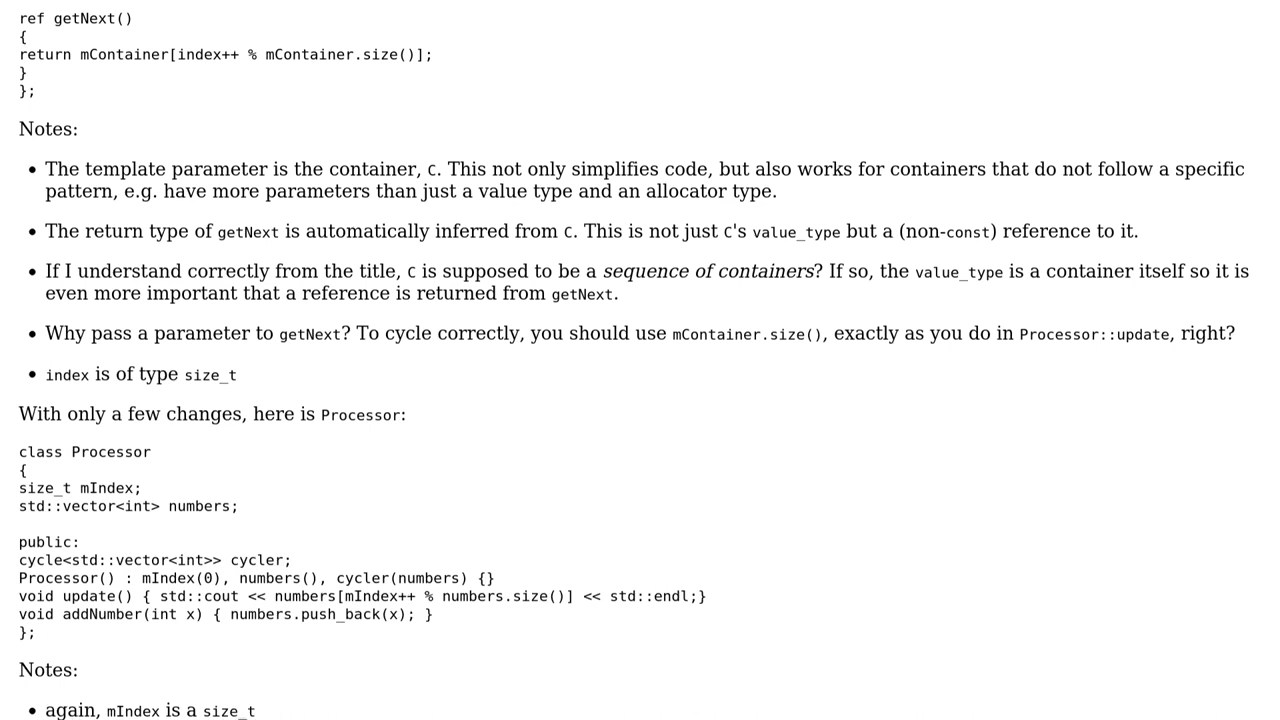 ref getNext()
{
return mContainer[index++ % mContainer.size()];
}
};
Notes:
• The template parameter is the container, C. This not only simplifies code, but also works for containers that do not follow a specific
pattern, e.g. have more parameters than just a value type and an allocator type.
• The return type of getNext is automatically inferred from C. This is not just C's value_type but a (non-const) reference to it.
• If I understand correctly from the title, C is supposed to be a sequence of containers? If so, the value_type is a container itself so it is
even more important that a reference is returned from getNext.
• Why pass a parameter to getNext? To cycle correctly, you should use mContainer.size(), exactly as you do in Processor::update, right?
• index is of type size_t
With only a few changes, here is Processor:
class Processor
{
size_t mIndex;
std::vector<int> numbers;
public:
cycle<std::vector<int>> cycler;
Processor() : mIndex(0), numbers(), cycler(numbers) {}
void update() { std::cout << numbers[mIndex++ % numbers.size()] << std::endl;}
void addNumber(int x) { numbers.push_back(x); }
};
Notes:
• again, mIndex is a size_t